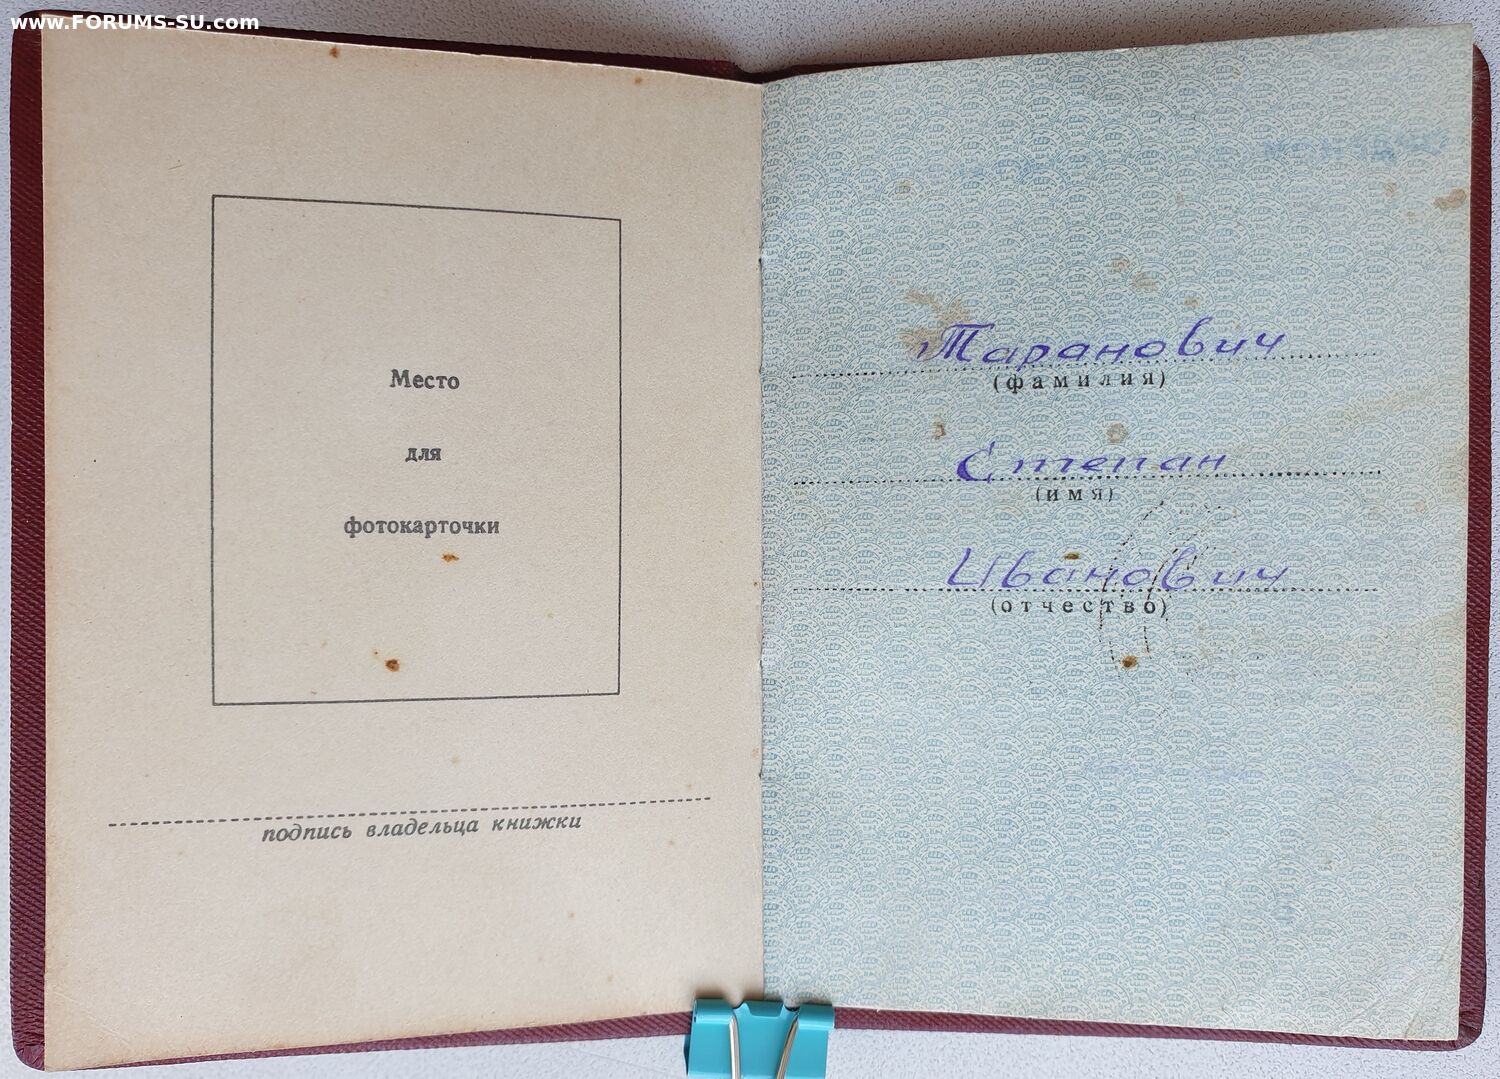 www.FORUMS-SU.com
Место
для
фотокарточки
подпись владельца книжки
Таранович
(фамилия)
Степан
(имя)
Иванович
(отчество)